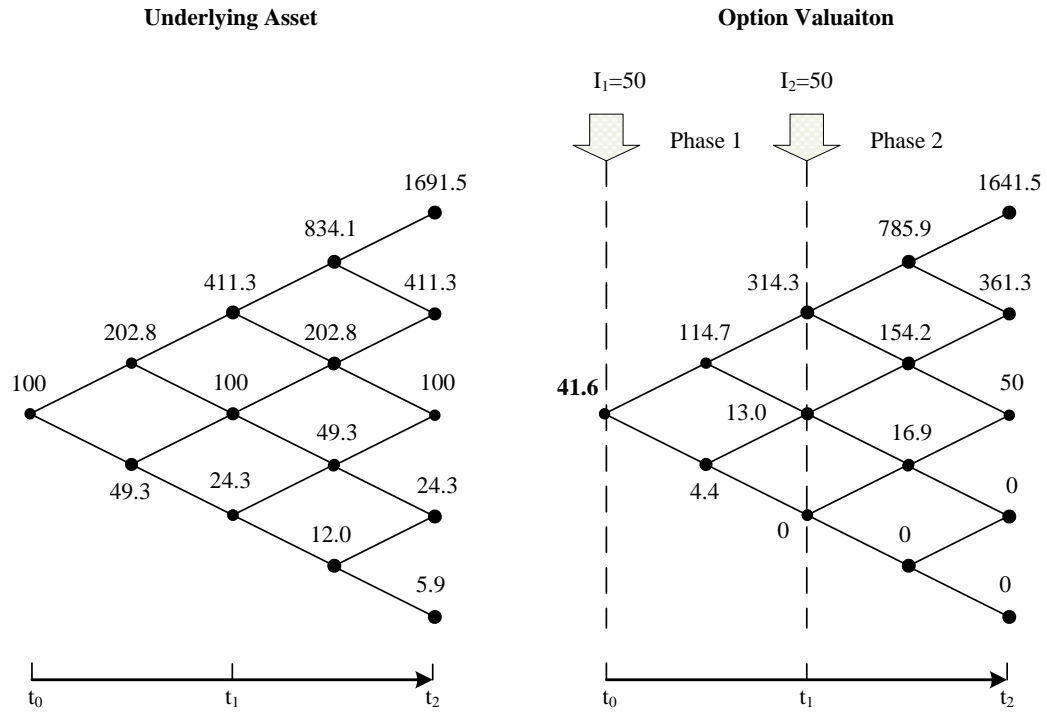 Underlying Asset
Option Valuaiton
I1=50
I2=50
Phase 1
Phase 2
1691.5
834.1
411.3
411.3
202.8
202.8
100
100
100
49.3
49.3
24.3
24.3
12.0
5.9
t0
t1
t2
1641.5
785.9
314.3
361.3
114.7
154.2
41.6
50
13.0
16.9
4.4
0
0
0
0
t0
t1
t2